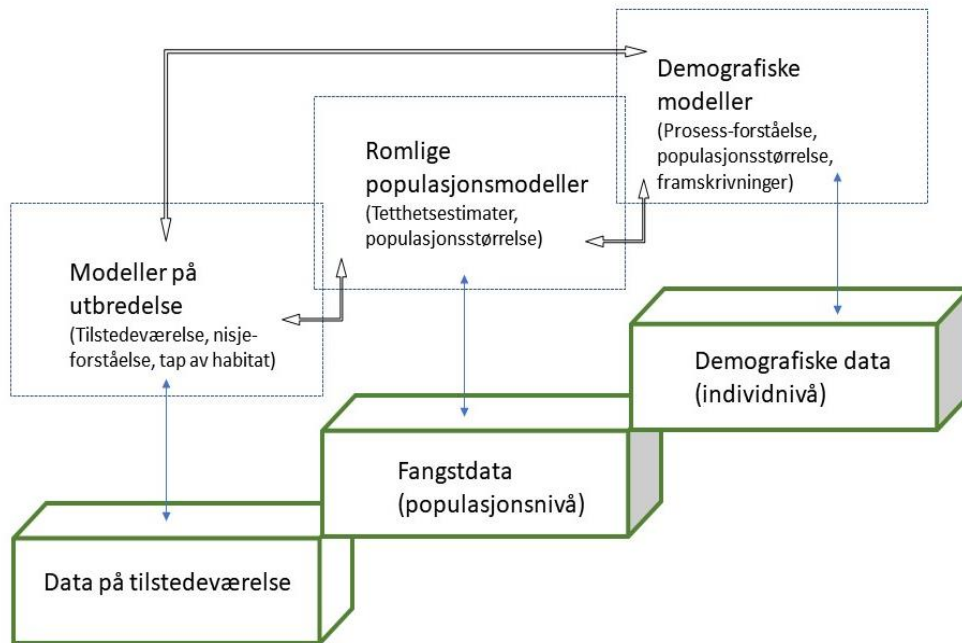 Demografiske
modeller
(Prosess-forståelse,
populasjonsstørrelse,
framskrivninger)
Romlige
populasjonsmodeller
(Tetthetsestimater,
populasjonsstørrelse)
Modeller på
utbredelse
(Tilstedeværelse, nisje-
forståelse, tap av habitat)
Demografiske data
(individnivå)
Fangstdata
(populasjonsnivå)
Data på tilstedeværelse